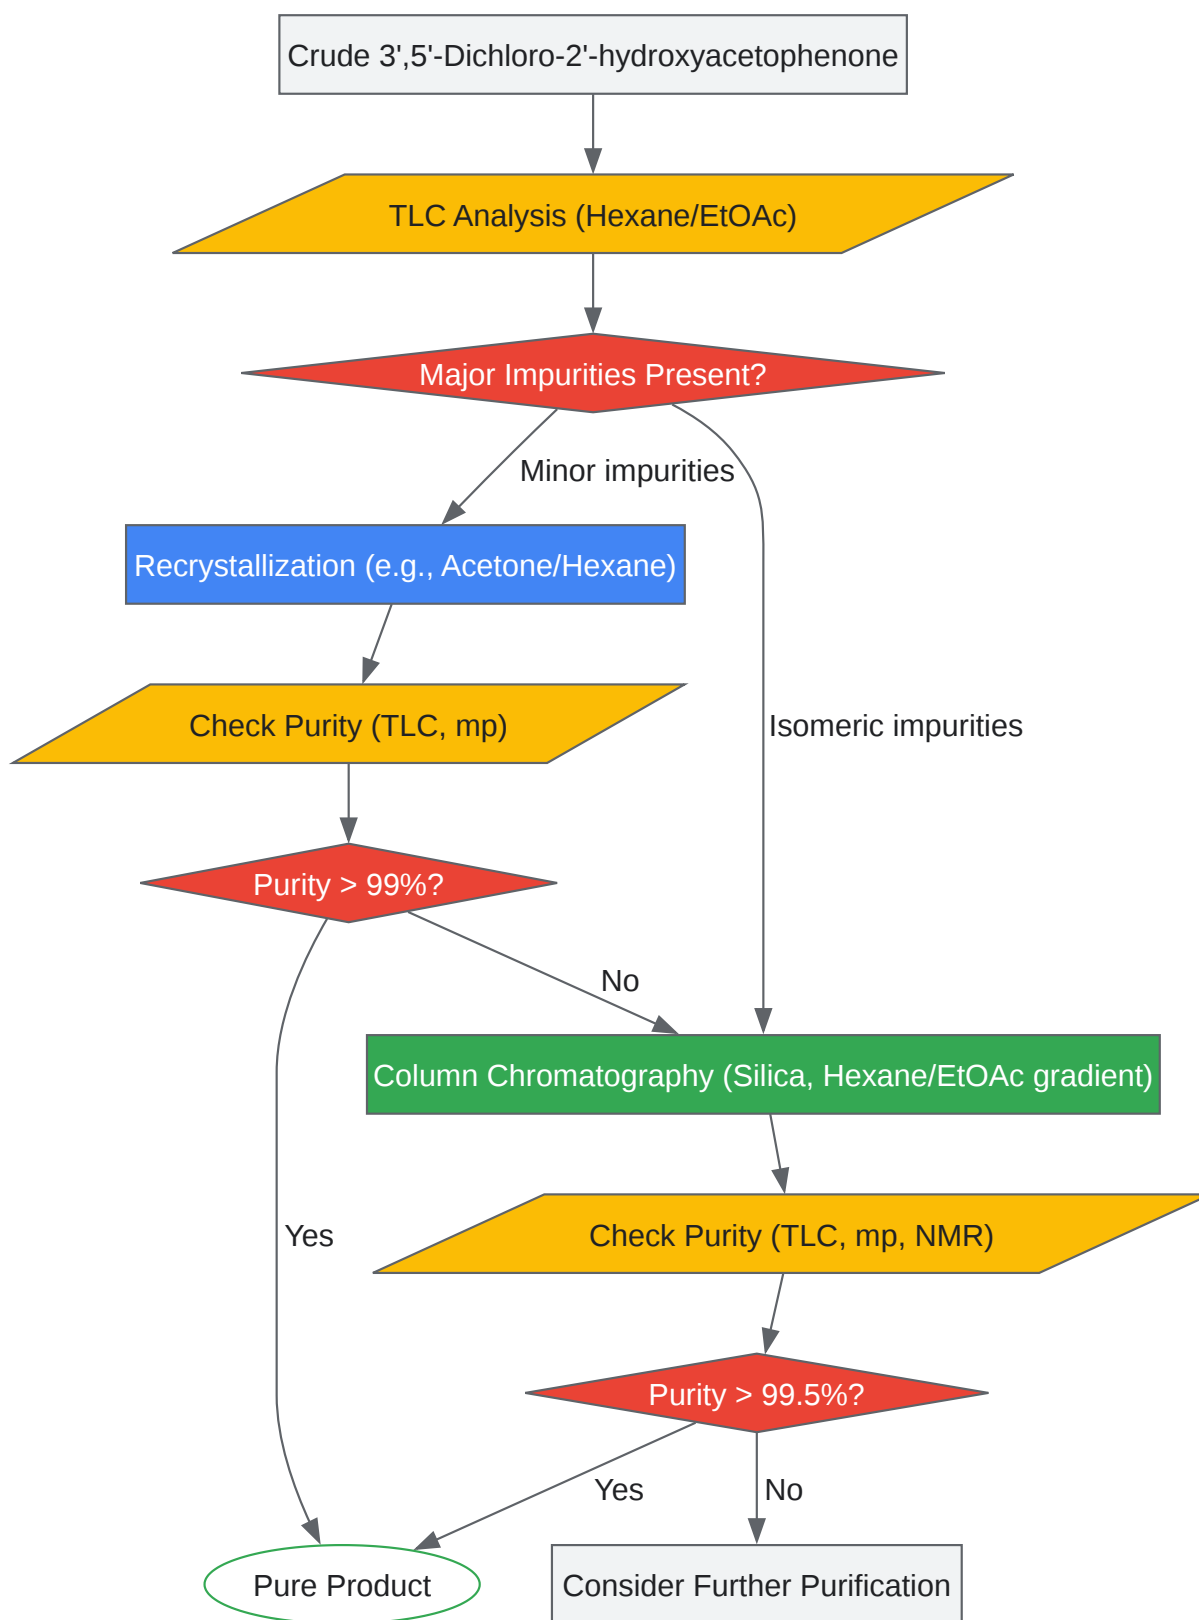 Crude 3',5'-Dichloro-2'-hydroxyacetophenone
TLC Analysis (Hexane/EtOAc)
Major Impurities Present?
Minor impurities
Recrystallization (e.g., Acetone/Hexane)
Check Purity (TLC, mp)
Isomeric impurities
Purity > 99%?
No
Column Chromatography (Silica, Hexane/EtOAc gradient)
Yes
Check Purity (TLC, mp, NMR)
Purity > 99.5%?
Yes
No
Pure Product
Consider Further Purification